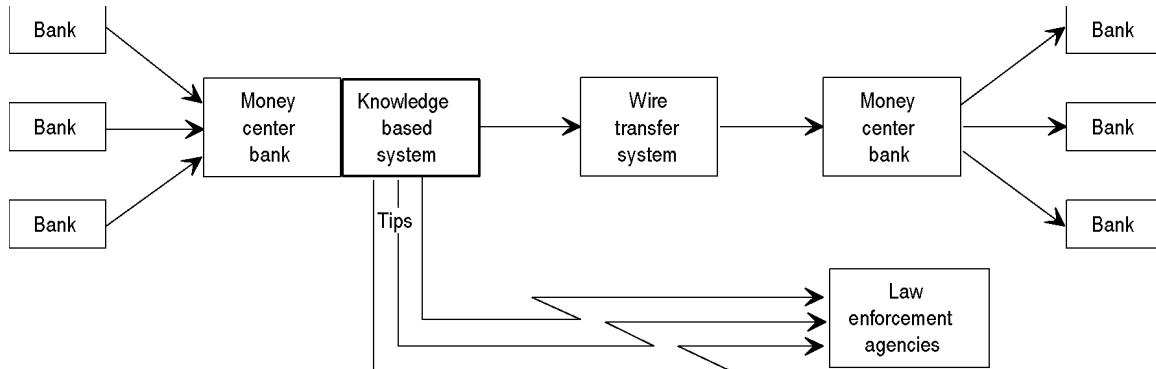 Bank
Bank
Bank
Money
center
bank
Knowledge
based
system
Wire
transfer
system
Money
center
bank
Bank
Bank
Bank
Tips
Law
enforcement
agencies